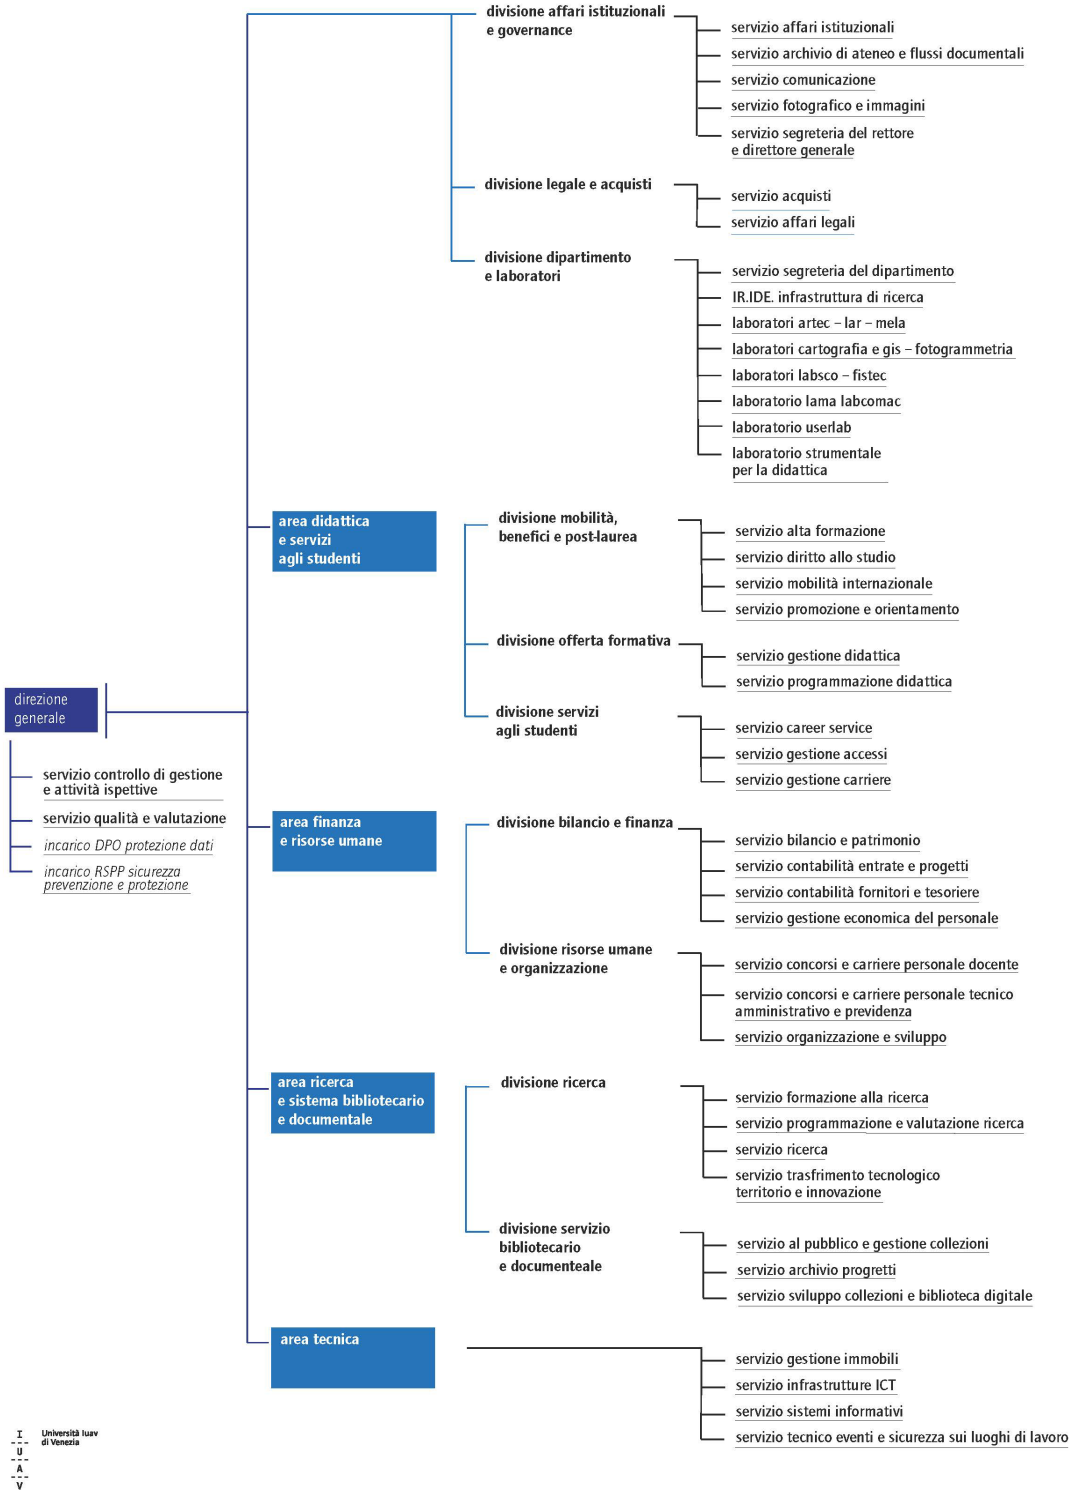 divisione affari istituzionali
e governance
servizio affari istituzionali
servizio archivio di ateneo e flussi documentali
servizio comunicazione
servizio fotografico e immagini
servizio segreteria del rettore
e direttore generale
divisione legale e acquisti
servizio acquisti
servizio affari legali
divisione dipartimento
e laboratori
servizio segreteria del dipartimento
IR.IDE. infrastruttura di ricerca
laboratori artec – lar – mela
laboratori cartografia e gis – fotogrammetria
laboratori labsco – fistec
laboratorio lama labcomac
laboratorio userlab
laboratorio strumentale
per la didattica
direzione
generale
servizio controllo di gestione
e attività ispettive
servizio qualità e valutazione
incarico DPO protezione dati
incarico RSPP sicurezza
prevenzione e protezione
area didattica
e servizi
agli studenti
divisione mobilità,
benefici e post-laurea
servizio alta formazione
servizio diritto allo studio
servizio mobilità internazionale
servizio promozione e orientamento
divisione offerta formativa
servizio gestione didattica
servizio programmazione didattica
divisione servizi
agli studenti
servizio career service
servizio gestione accessi
servizio gestione carriere
area finanza
e risorse umane
divisione bilancio e finanza
servizio bilancio e patrimonio
servizio contabilità entrate e progetti
servizio contabilità fornitori e tesoriere
servizio gestione economica del personale
divisione risorse umane
e organizzazione
servizio concorsi e carriere personale docente
servizio concorsi e carriere personale tecnico
amministrativo e previdenza
servizio organizzazione e sviluppo
area ricerca
e sistema bibliotecario
e documentale
divisione ricerca
servizio formazione alla ricerca
servizio programmazione e valutazione ricerca
servizio ricerca
servizio trasfrimento tecnologico
territorio e innovazione
divisione servizio
bibliotecario
e documenteale
servizio al pubblico e gestione collezioni
servizio archivio progretti
servizio sviluppo collezioni e biblioteca digitale
area tecnica
servizio gestione immobili
servizio infrastrutture ICT
servizio sistemi informativi
servizio tecnico eventi e sicurezza sui luoghi di lavoro
I
U
A
V
Università Iuav
di Venezia